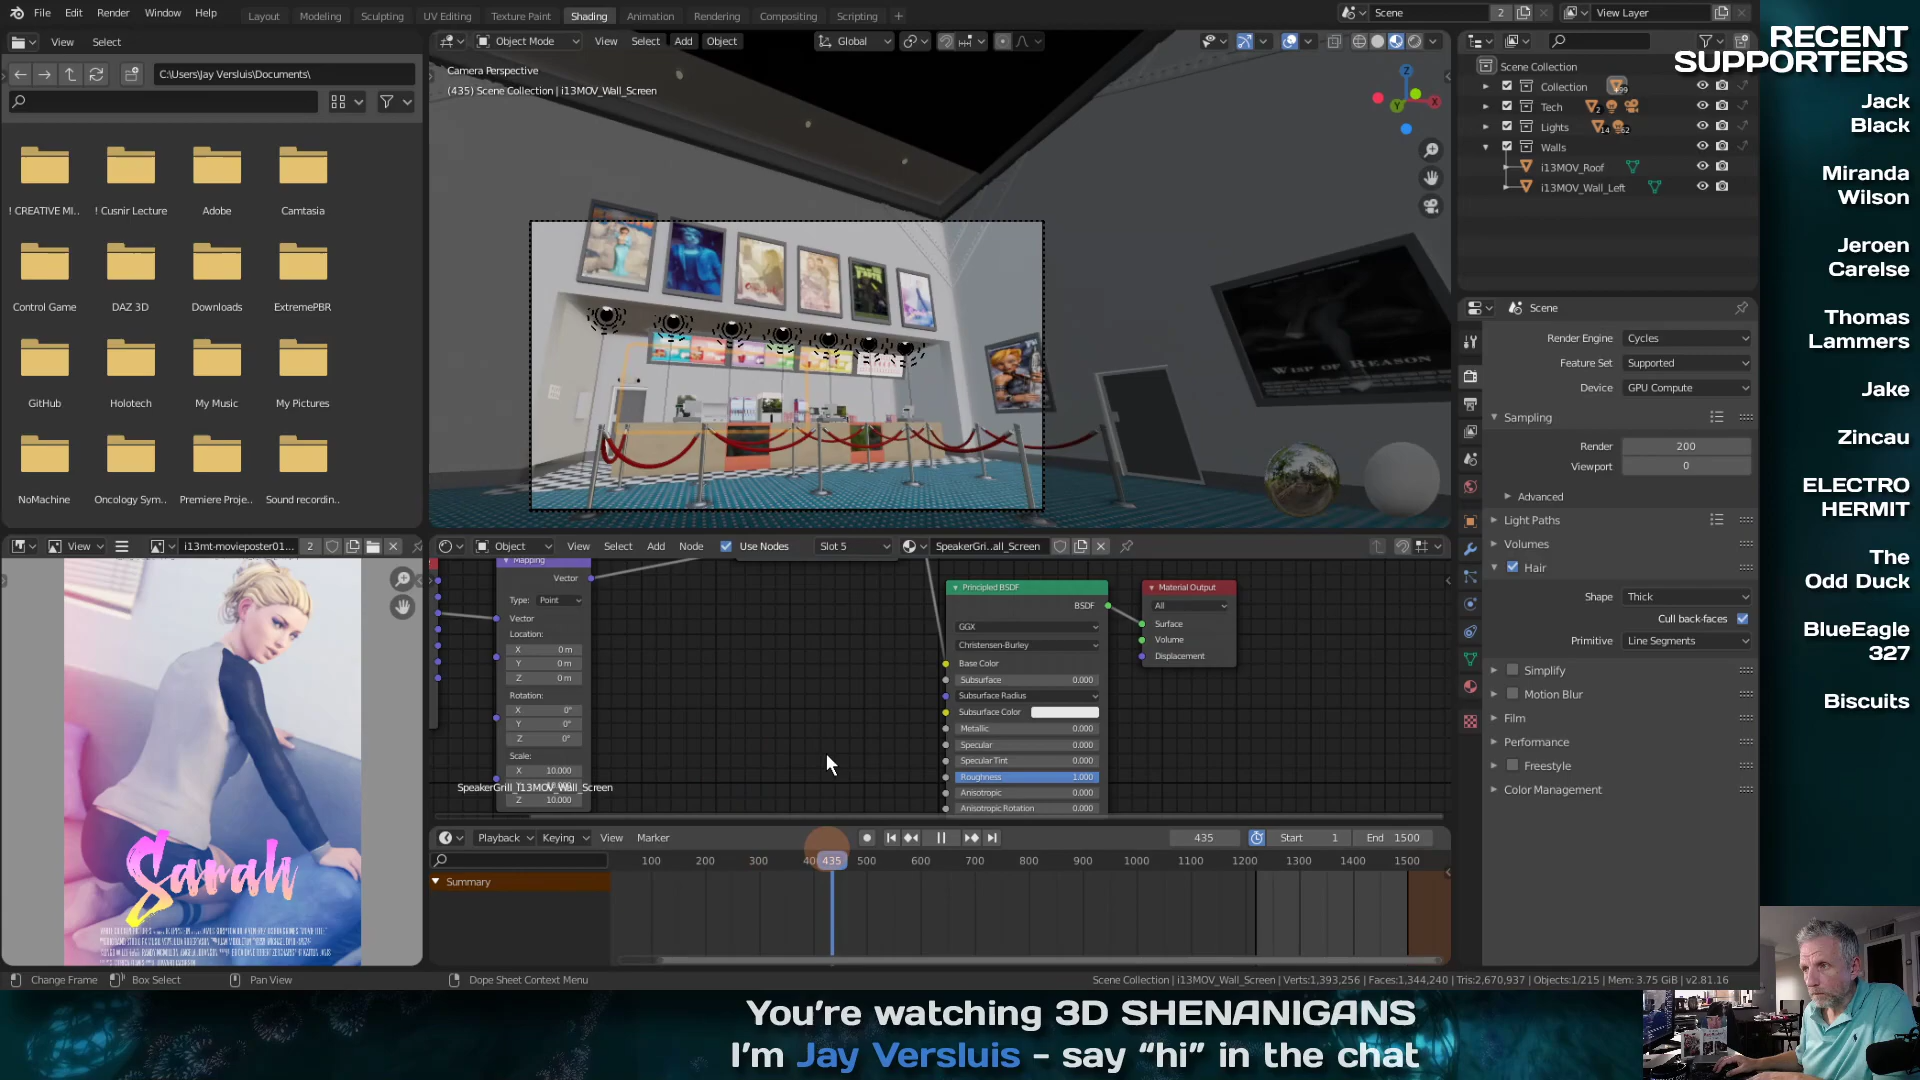 File Edit Render Window Help
Layout Modeling Sculpting UV Editing Texture Paint Shading Animation Rendering Compositing Scripting +
Scene 2 View Layer
View Select
C:\Users\Jay Versluis\Documents\
! CREATIVE MI.. ! Cusnir Lecture Adobe Camtasia
Control Game DAZ 3D Downloads ExtremePBR
GitHub Holotech My Music My Pictures
NoMachine Oncology Sym.. Premiere Proje.. Sound recordin..
Object Mode View Select Add Object Global
Camera Perspective
(435) Scene Collection | i13MOV_Wall_Screen
Z
Y
X
WISP OF REASON
Scene Collection
Collection 499
Tech 2
Lights 14 62
Walls
i13MOV_Roof
i13MOV_Wall_Left
Scene
Render Engine Cycles
Feature Set Supported
Device GPU Compute
Sampling
Render 200
Viewport 0
Advanced
Light Paths
Volumes
Hair
Shape Thick
Cull back-faces
Primitive Line Segments
Simplify
Motion Blur
Film
Performance
Freestyle
Color Management
View i13mt-movieposter01... 2
Sarah
Object View Select Add Node Use Nodes Slot 5 SpeakerGri..all_Screen
Mapping
Vector
Type: Point
Vector
Location:
X 0 m
Y 0 m
Z 0 m
Rotation:
X 0°
Y 0°
Z 0°
Scale:
X 10.000
Z 10.000
SpeakerGrill_i13MOV_Wall_Screen
Principled BSDF
BSDF
GGX
Christensen-Burley
Base Color
Subsurface 0.000
Subsurface Radius
Subsurface Color
Metallic 0.000
Specular 0.000
Specular Tint 0.000
Roughness 1.000
Anisotropic 0.000
Anisotropic Rotation 0.000
Material Output
All
Surface
Volume
Displacement
Playback Keying View Marker 435 Start 1 End 1500
100 200 300 40 435 500 600 700 800 900 1000 1100 1200 1300 1400 1500
Summary
Change Frame Box Select Pan View Dope Sheet Context Menu
Scene Collection | i13MOV_Wall_Screen | Verts:1,393,256 | Faces:1,344,240 | Tris:2,670,937 | Objects:1/215 | Mem: 3.75 GiB | v2.81.16
RECENT
SUPPORTERS
Jack
Black
Miranda
Wilson
Jeroen
Carelse
Thomas
Lammers
Jake
Zincau
ELECTRO
HERMIT
The
Odd Duck
BlueEagle
327
Biscuits
You're watching 3D SHENANIGANS
I'm Jay Versluis - say "hi" in the chat